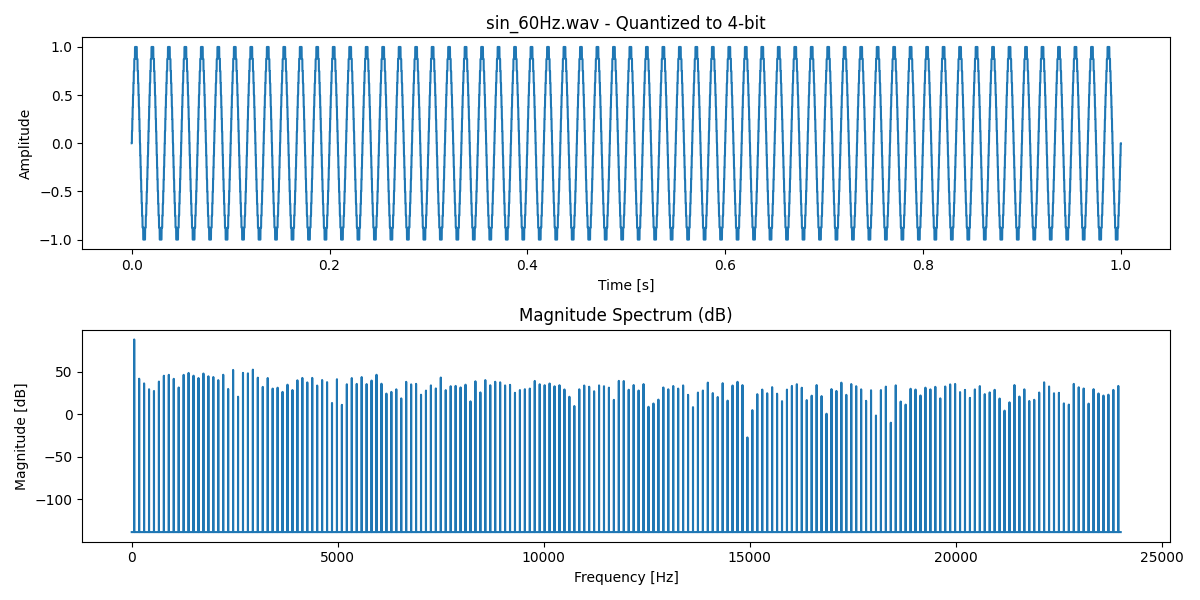 sin_60Hz.wav - Quantized to 4-bit
1.0
0.5
0.0
−0.5
−1.0
Amplitude
0.0 0.2 0.4 0.6 0.8 1.0
Time [s]
Magnitude Spectrum (dB)
50
0
−50
−100
Magnitude [dB]
0 5000 10000 15000 20000 25000
Frequency [Hz]